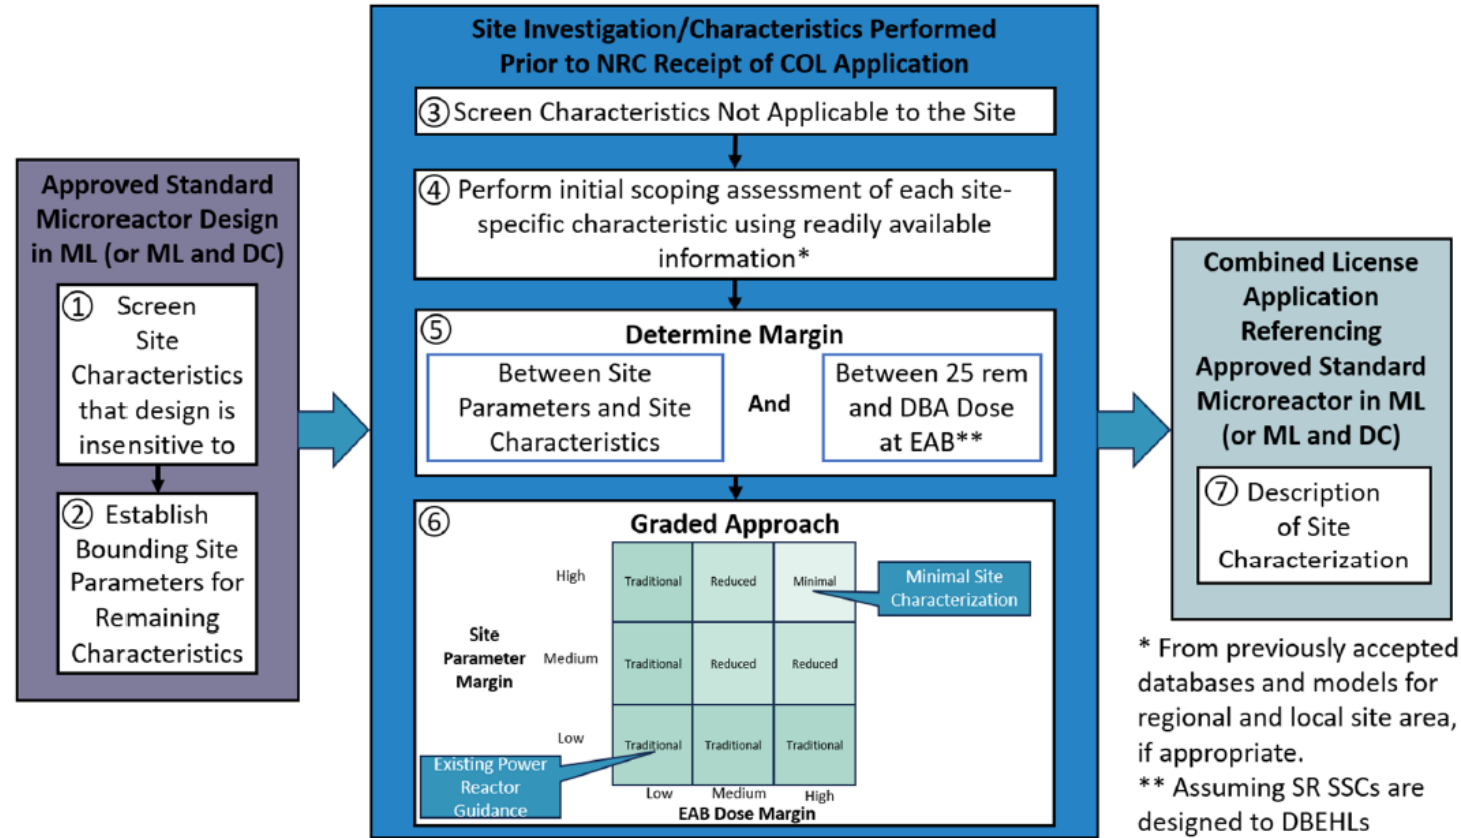 Approved Standard
Microreactor Design
in ML (or ML and DC)
① Screen
Site
Characteristics
that design is
insensitive to
② Establish
Bounding Site
Parameters for
Remaining
Characteristics
Site Investigation/Characteristics Performed
Prior to NRC Receipt of COL Application
③ Screen Characteristics Not Applicable to the Site
④ Perform initial scoping assessment of each site-
specific characteristic using readily available
information*
⑤ Determine Margin
Between Site
Parameters and Site
Characteristics
And
Between 25 rem
and DBA Dose
at EAB**
⑥ Graded Approach
Site
Parameter
Margin
High
Traditional
Reduced
Minimal
Minimal Site
Characterization
Medium
Traditional
Reduced
Reduced
Low
Traditional
Traditional
Traditional
Existing Power
Reactor
Guidance
Low
Medium
High
EAB Dose Margin
Combined License
Application
Referencing
Approved Standard
Microreactor in ML
(or ML and DC)
⑦ Description
of Site
Characterization
* From previously accepted
databases and models for
regional and local site area,
if appropriate.
** Assuming SR SSCs are
designed to DBEHLs